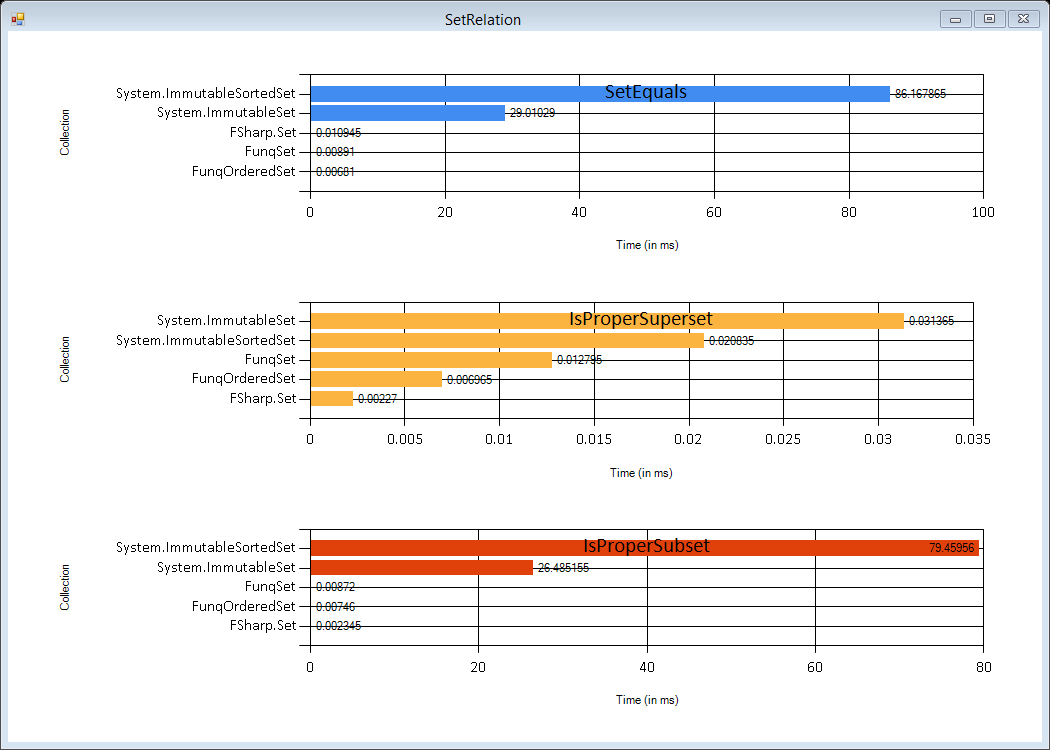 SetRelation
SetEquals
Collection
System.ImmutableSortedSet 86.167865
System.ImmutableSet 29.01029
FSharp.Set 0.010945
FunqSet 0.00891
FunqOrderedSet 0.00681
0 20 40 60 80 100
Time (in ms)
IsProperSuperset
Collection
System.ImmutableSet 0.031365
System.ImmutableSortedSet 0.020835
FunqSet 0.012795
FunqOrderedSet 0.006965
FSharp.Set 0.00227
0 0.005 0.01 0.015 0.02 0.025 0.03 0.035
Time (in ms)
IsProperSubset
Collection
System.ImmutableSortedSet 79.45956
System.ImmutableSet 26.485155
FunqSet 0.00872
FunqOrderedSet 0.00746
FSharp.Set 0.002345
0 20 40 60 80
Time (in ms)